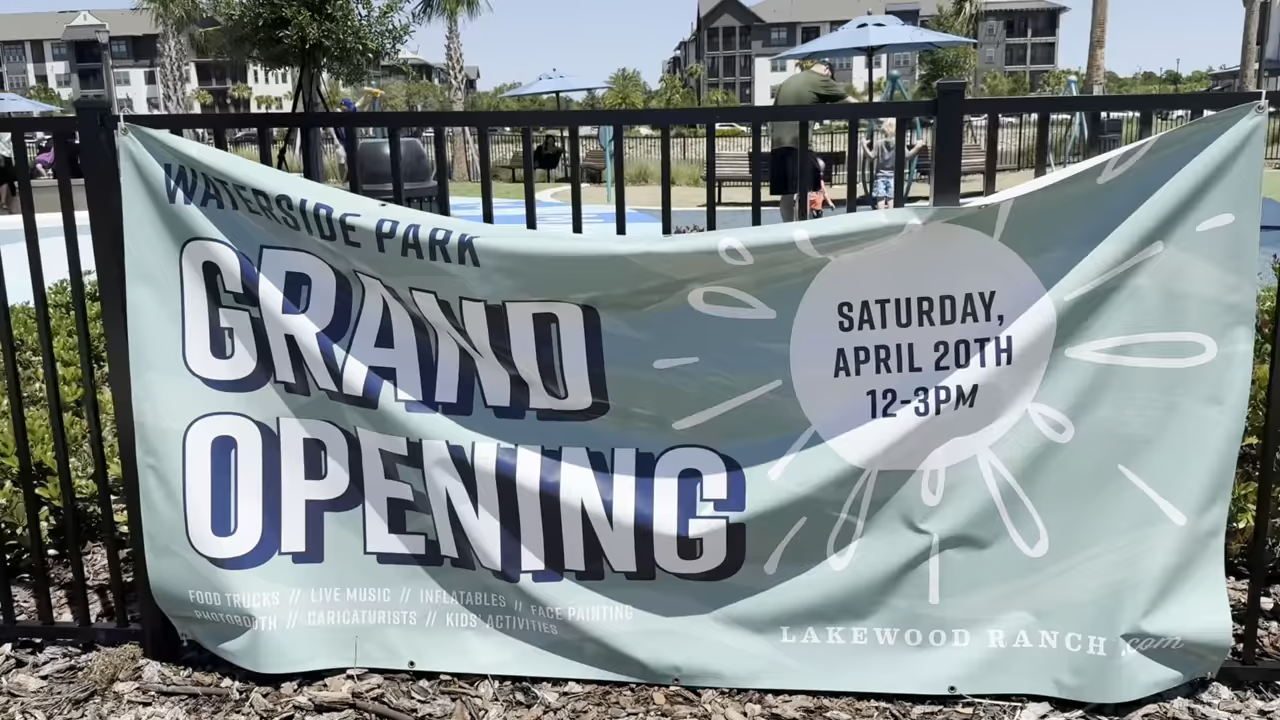 WATERSIDE PARK
GRAND
OPENING
SATURDAY,
APRIL 20TH
12-3PM
FOOD TRUCKS // LIVE MUSIC // INFLATABLES // FACE PAINTING
PHOTOBOOTH // CARICATURISTS // KIDS' ACTIVITIES
LAKEWOOD RANCH .com